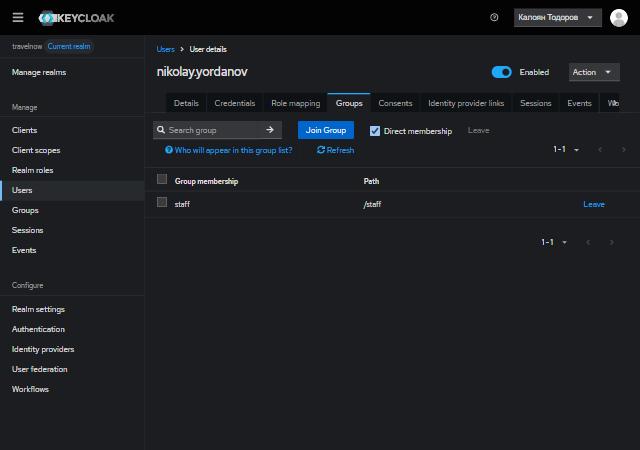 KEYCLOAK
Калоян Тодоров
travelnow Current realm
Manage realms
Manage
Clients
Client scopes
Realm roles
Users
Groups
Sessions
Events
Configure
Realm settings
Authentication
Identity providers
User federation
Workflows
Users > User details
nikolay.yordanov
Enabled
Action
Details Credentials Role mapping Groups Consents Identity provider links Sessions Events
Search group Join Group Direct membership Leave
Who will appear in this group list? Refresh 1-1
Group membership Path
staff /staff Leave
1-1